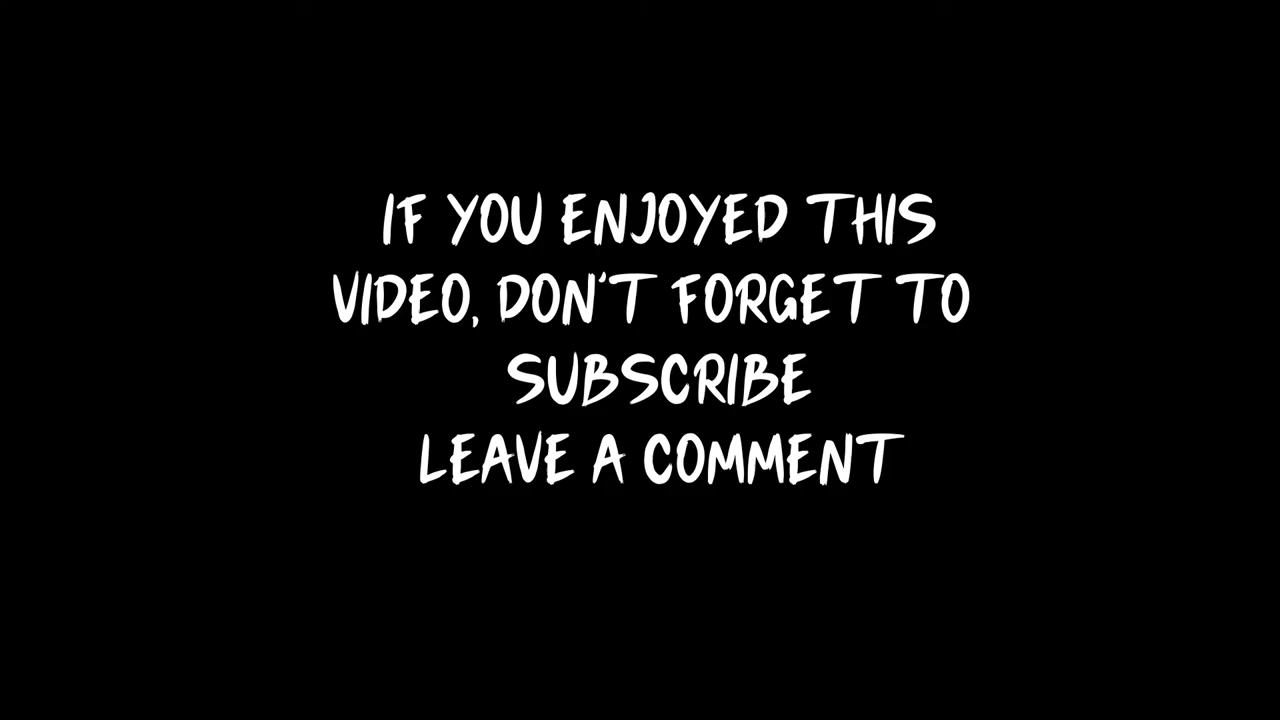 IF YOU ENJOYED THIS
VIDEO, DON'T FORGET TO
SUBSCRIBE
LEAVE A COMMENT